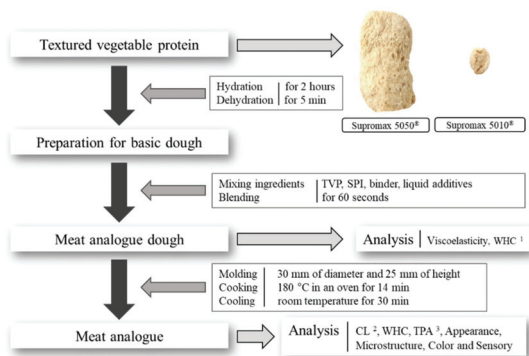 Textured vegetable protein
Hydration for 2 hours
Dehydration for 5 min
Supromax 5050®
Supromax 5010®
Preparation for basic dough
Mixing ingredients TVP, SPI, binder, liquid additives
Blending for 60 seconds
Meat analogue dough
Analysis Viscoelasticity, WHC ¹
Molding 30 mm of diameter and 25 mm of height
Cooking 180 °C in an oven for 14 min
Cooling room temperature for 30 min
Meat analogue
Analysis CL ², WHC, TPA ³, Appearance,
Microstructure, Color and Sensory